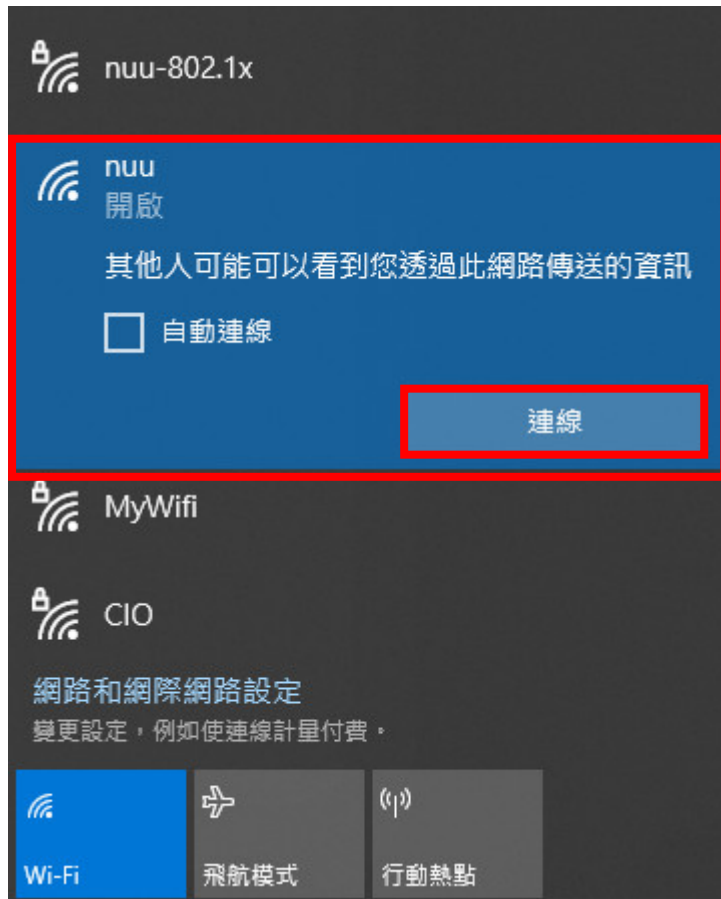 nuu-802.1x
nuu
開啟
其他人可能可以看到您透過此網路傳送的資訊
自動連線
連線
MyWifi
CIO
網路和網際網路設定
變更設定，例如使連線計量付費。
Wi-Fi
飛航模式
行動熱點